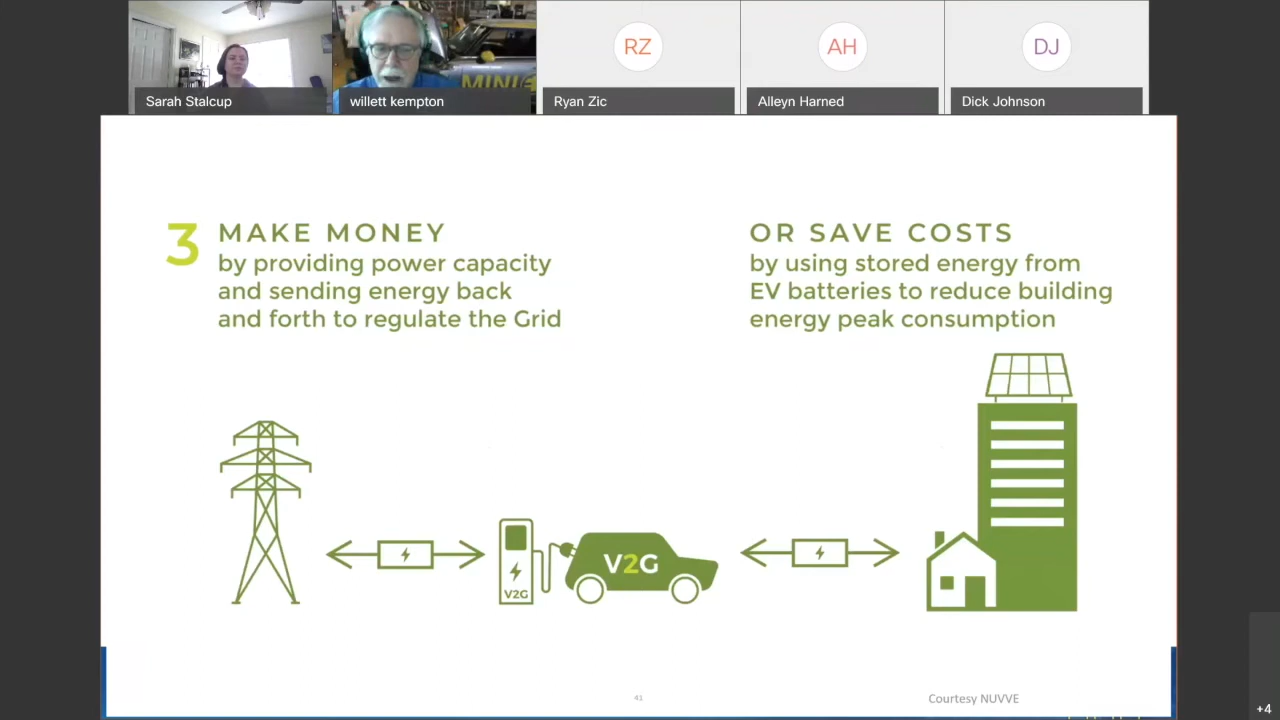 RZ
AH
DJ
MINI
Sarah Stalcup
willett kempton
Ryan Zic
Alleyn Harned
Dick Johnson
3 MAKE MONEY
by providing power capacity
and sending energy back
and forth to regulate the Grid
OR SAVE COSTS
by using stored energy from
EV batteries to reduce building
energy peak consumption
V2G
V2G
41
Courtesy NUVVE
+4